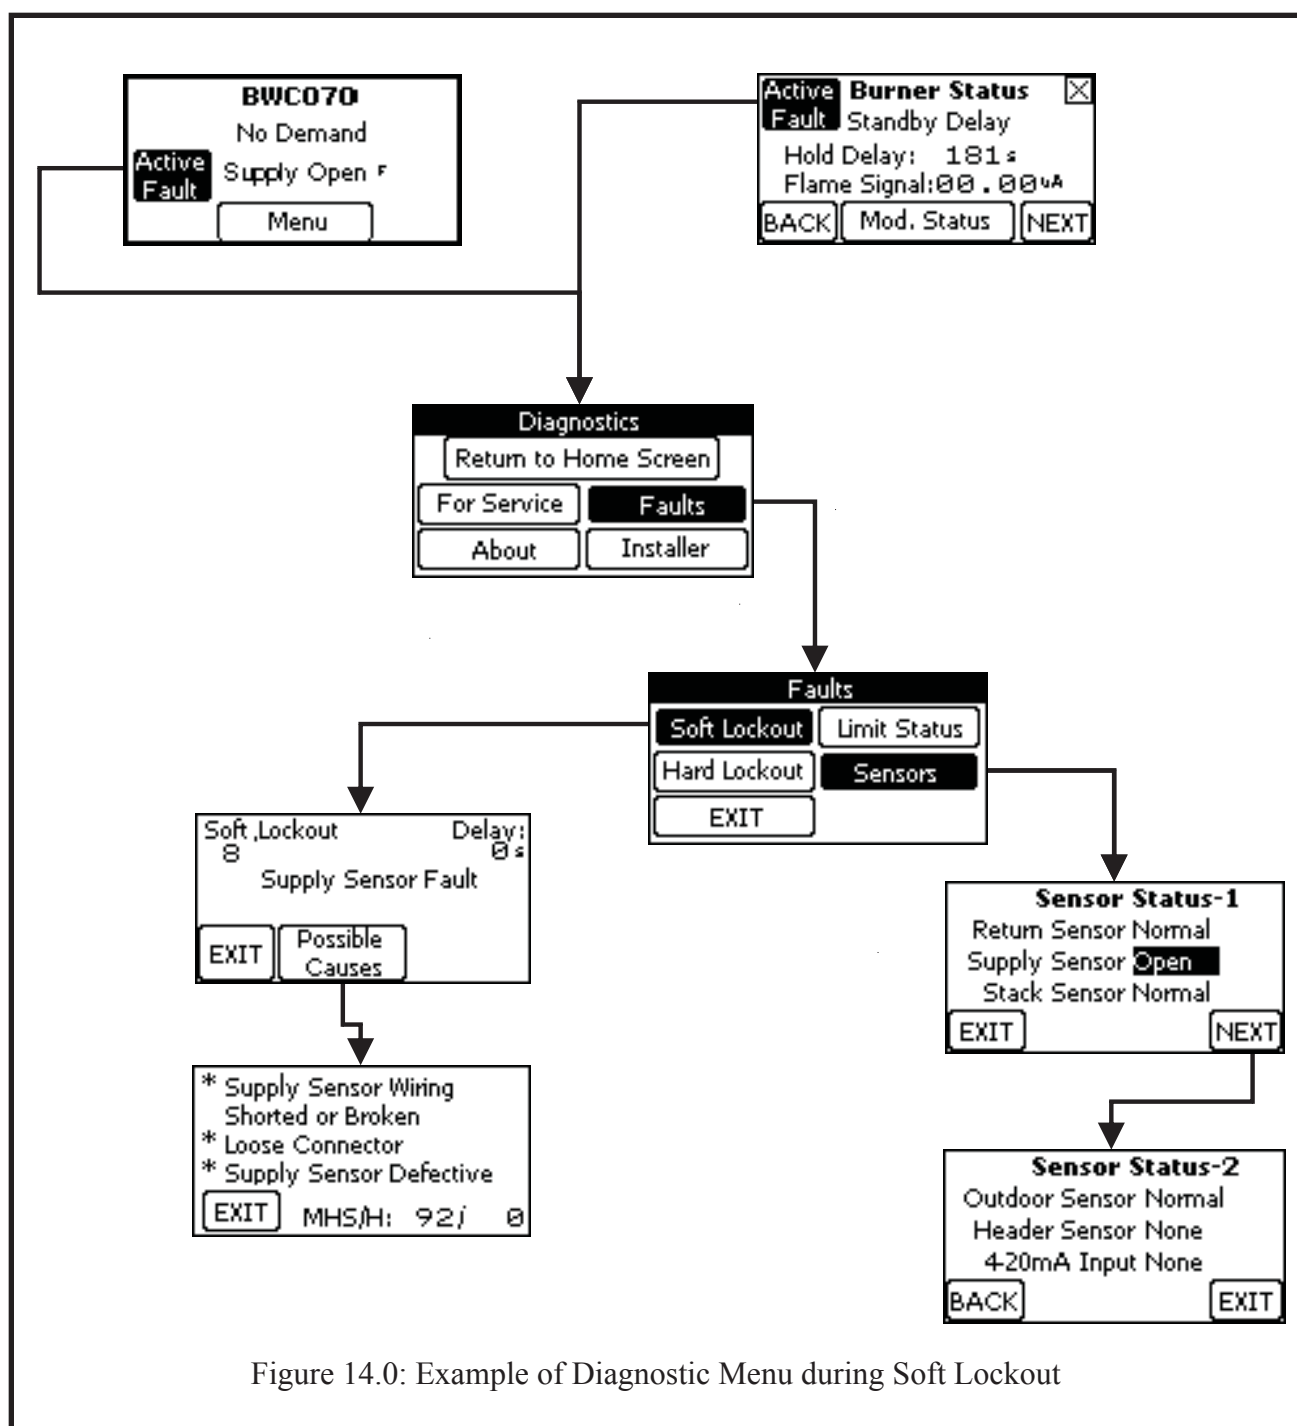 BWC070
No Demand
Active
Fault
Supply Open F
Menu
Active
Fault
Burner Status
Standby Delay
Hold Delay: 181s
Flame Signal:00.00uA
BACK Mod. Status NEXT
Diagnostics
Return to Home Screen
For Service Faults
About Installer
Faults
Soft Lockout Limit Status
Hard Lockout Sensors
EXIT
Soft ,Lockout Delay:
8 0s
Supply Sensor Fault
EXIT
Possible
Causes
* Supply Sensor Wiring
Shorted or Broken
* Loose Connector
* Supply Sensor Defective
EXIT MHS/H: 92/ 0
Sensor Status-1
Return Sensor Normal
Supply Sensor Open
Stack Sensor Normal
EXIT NEXT
Sensor Status-2
Outdoor Sensor Normal
Header Sensor None
4-20mA Input None
BACK EXIT
Figure 14.0: Example of Diagnostic Menu during Soft Lockout